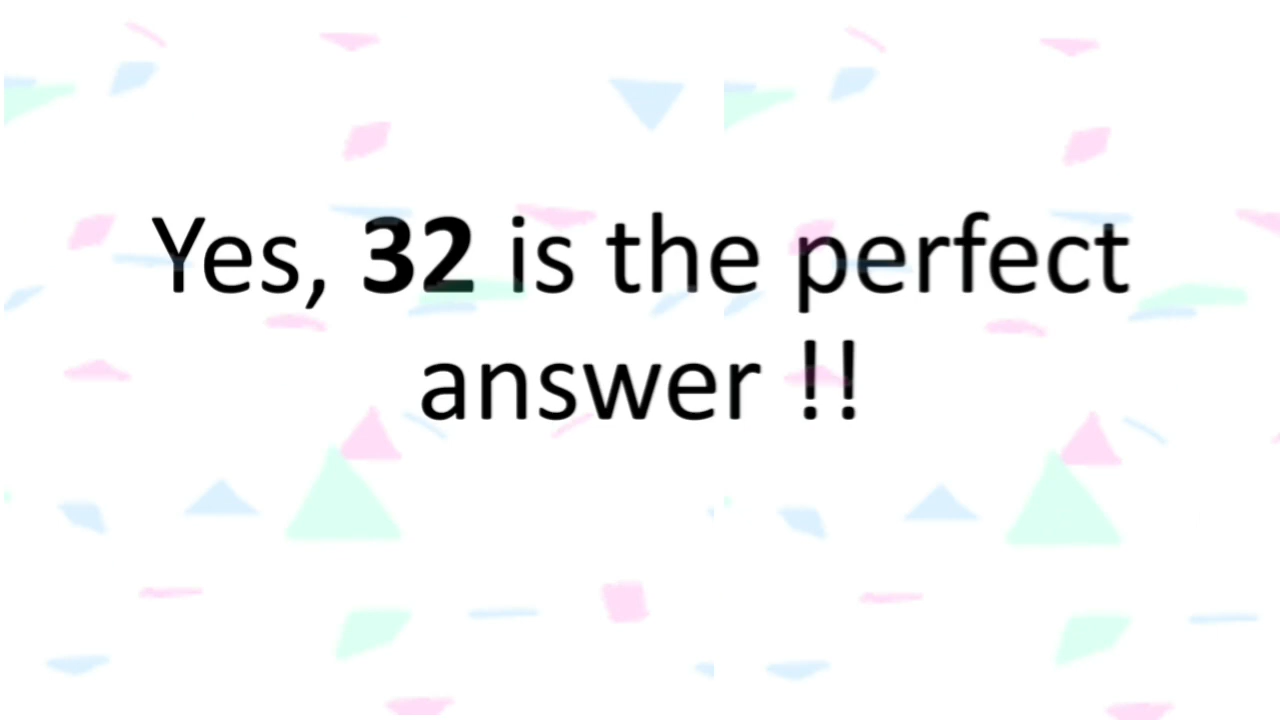 Yes, 32 is the perfect
answer !!